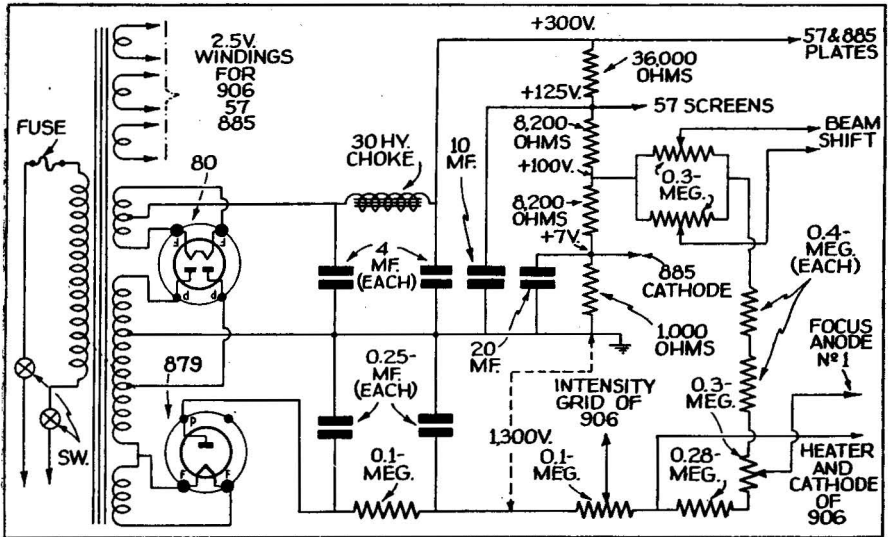 +300V.
2.5V.
WINDINGS
FOR
906
57
885
57 & 885
PLATES
36,000
OHMS
+125V.
57 SCREENS
FUSE
80
30 HY.
CHOKE
10
MF.
8,200
OHMS
+100V.
BEAM
SHIFT
0.3-
MEG.
8,200
OHMS
+7V.
F
F
P
P
4
MF.
(EACH)
885
CATHODE
0.4-
MEG.
(EACH)
20
MF.
1,000
OHMS
FOCUS
ANODE
Nº 1
879
0.25-
MF.
(EACH)
INTENSITY
GRID OF
906
0.3-
MEG.
P
F
F
SW.
0.1-
MEG.
1,300V.
0.1-
MEG.
0.28-
MEG.
HEATER
AND
CATHODE
OF
906